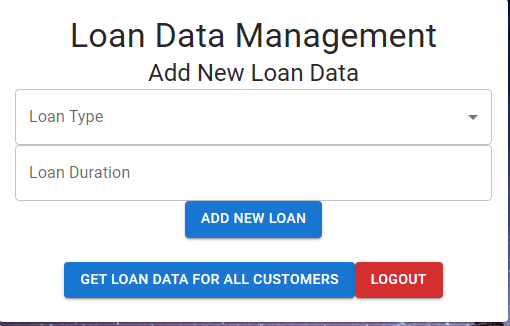 Loan Data Management
Add New Loan Data
Loan Type
Loan Duration
ADD NEW LOAN
GET LOAN DATA FOR ALL CUSTOMERS LOGOUT